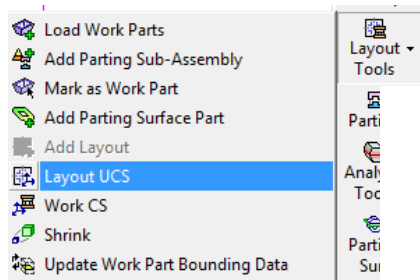 Load Work Parts
Add Parting Sub-Assembly
Mark as Work Part
Add Parting Surface Part
Add Layout
Layout UCS
Work CS
Shrink
Update Work Part Bounding Data
Layout
Tools